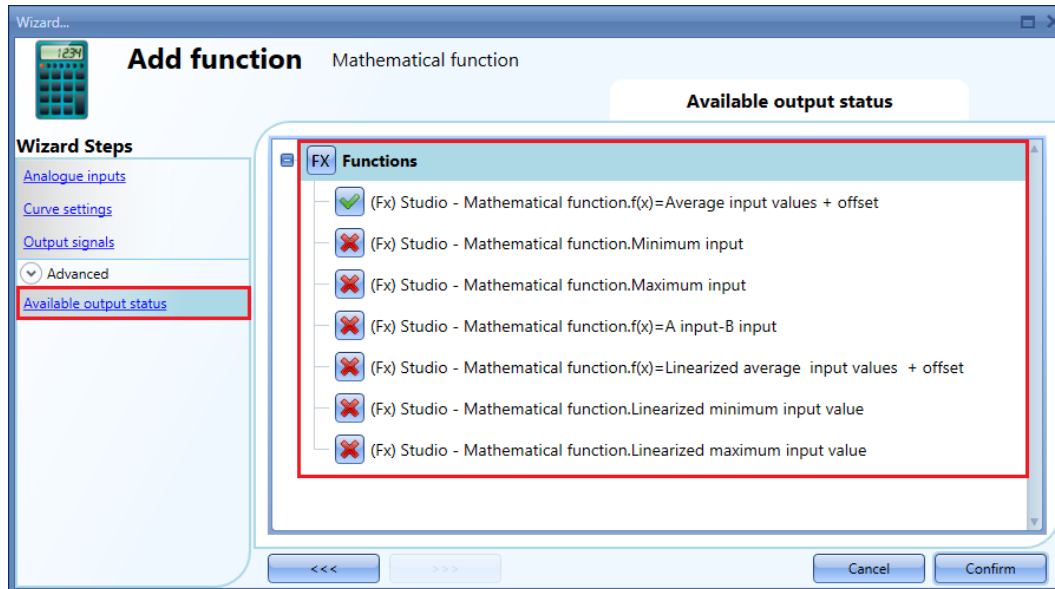 Wizard...
1234
Add function
Mathematical function
Available output status
Wizard Steps
Analogue inputs
Curve settings
Output signals
Advanced
Available output status
FX Functions
(Fx) Studio - Mathematical function.f(x)=Average input values + offset
(Fx) Studio - Mathematical function.Minimum input
(Fx) Studio - Mathematical function.Maximum input
(Fx) Studio - Mathematical function.f(x)=A input-B input
(Fx) Studio - Mathematical function.f(x)=Linearized average  input values  + offset
(Fx) Studio - Mathematical function.Linearized minimum input value
(Fx) Studio - Mathematical function.Linearized maximum input value
<<<
>>>
Cancel
Confirm